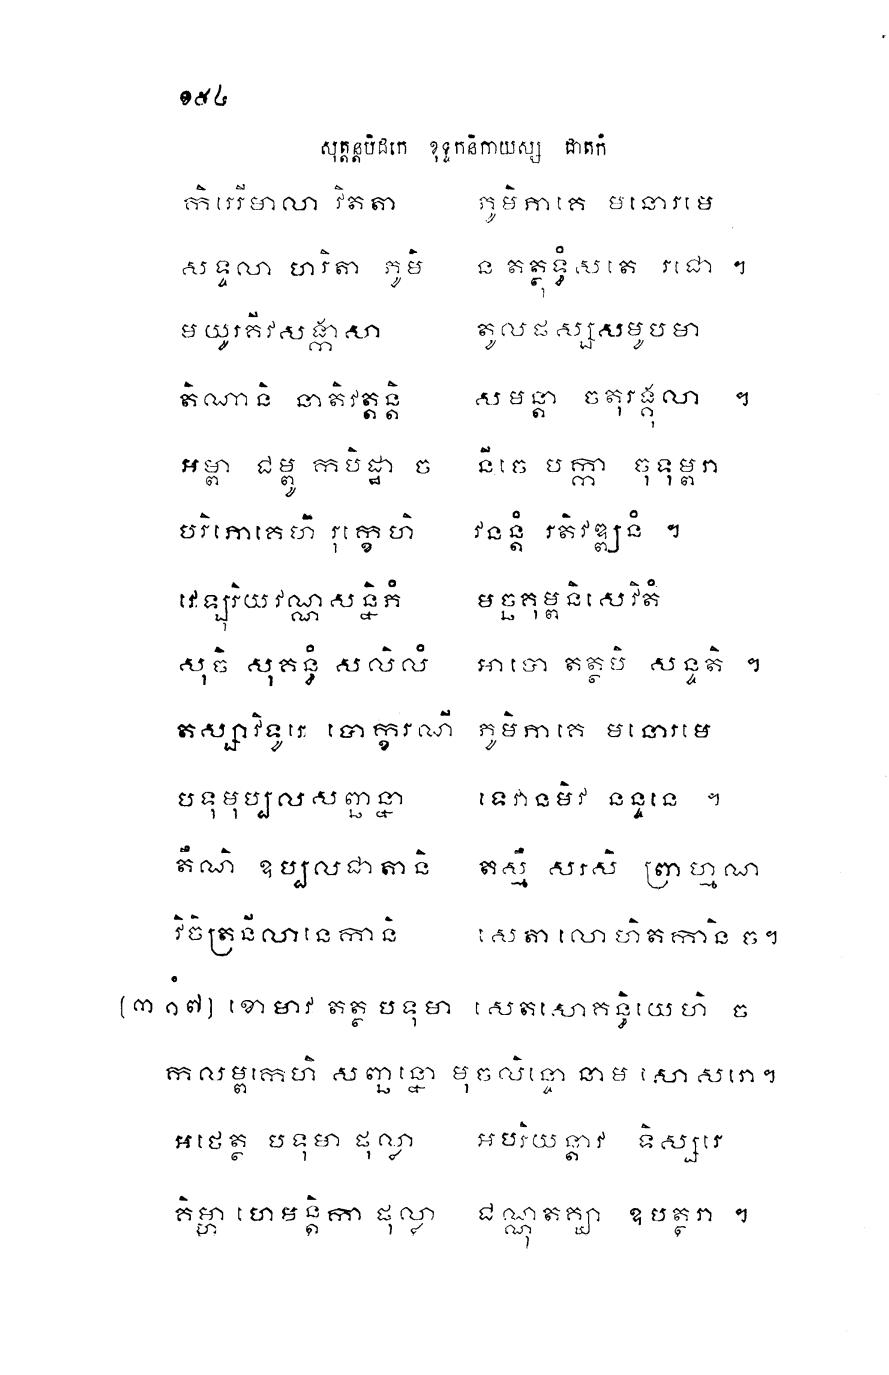 ១៩៤
សុត្តន្តបិដកេ ខុទ្ទកនិកាយស្ស ជាតកំ
កិរេរីមាលា វិតតា ភូមិភាគេ មនោរមេ
សទ្ទលា ហរិតា ភូមិ ន តត្ថុទ្ធំសតេ រជោ ។
មយូរគីវសង្កាសា តូលផស្សសមូបមា
តិណានិ នាតិវត្តន្តិ សមន្តា ចតុរង្គុលា ។
អម្ពា ជម្ពូ កបិដ្ឋា ច នីចេ បក្កា ចុទុម្ពរា
បរិភោគេហិ រុក្ខេហិ វនន្តំ រតិវឌ្ឍនំ ។
វេឡុរិយវណ្ណសន្និភំ មច្ឆគុម្ពនិសេវិតំ
សុចិ សុគន្ធំ សលិលំ អាបោ តត្ថបិ សន្ទតិ ។
តស្សាវិទូរេ បោក្ខរណី ភូមិភាគេ មនោរមេ
បទុមុប្បលសញ្ឆន្នា ទេវានមិវ នន្ទនេ ។
តីណិ ឧប្បលជាតានិ តស្មឹ សរសិ ព្រាហ្មណ
វិចិត្រនីលានេកានិ សេតា លោហិតកានិ ច។
(៣ ០៉ំ៧) ខោមាវ តត្ថ បទុមា សេតសោគន្ធិយេហិ ច
កលម្ពកេហិ សញ្ឆន្នោ មុចលិន្ទោ នាម សោ សរោ។
អថេត្ថ បទុមា ផុល្លា អបរិយន្តាវ ទិស្សរេ
គិម្ហា ហេមន្តិកា ផុល្លា ជណ្ណុតគ្ឃា ឧបត្ថរា ។